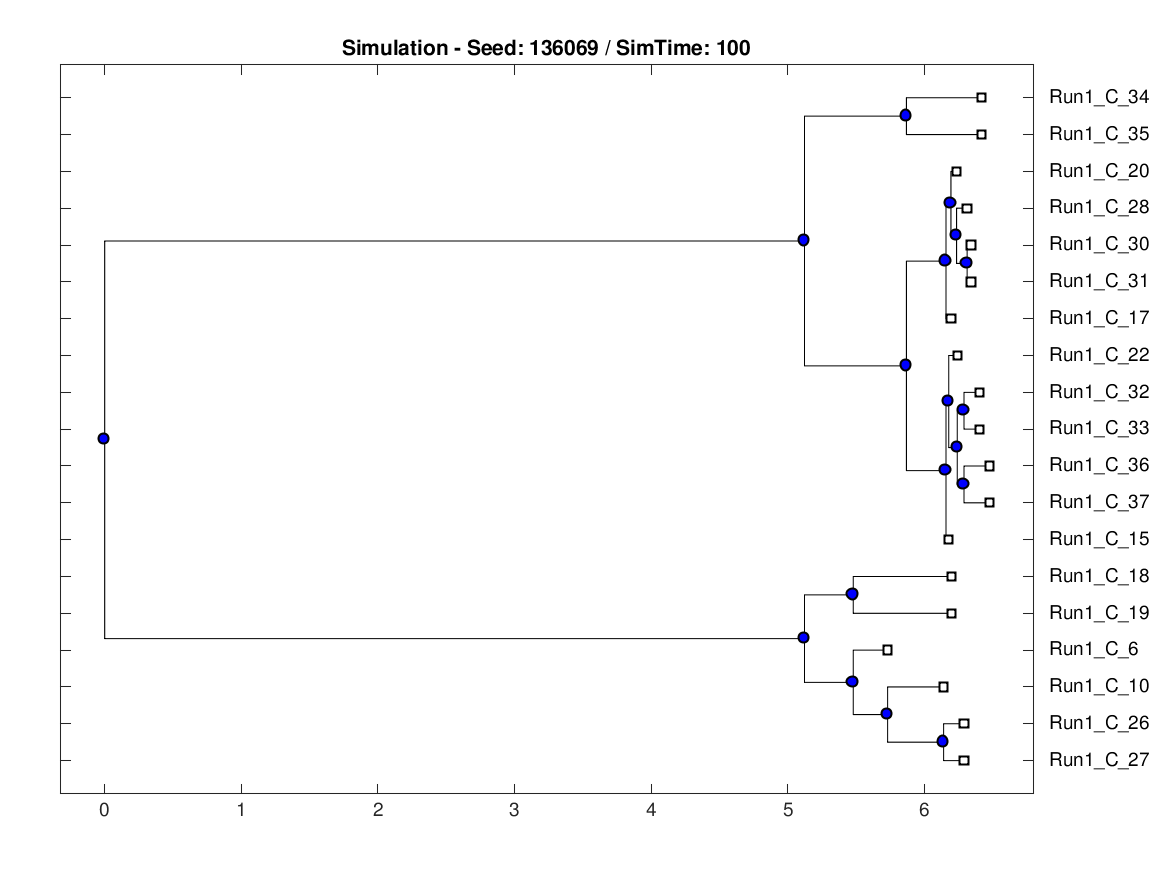 Simulation - Seed: 136069 / SimTime: 100
Run1_C_34
Run1_C_35
Run1_C_20
Run1_C_28
Run1_C_30
Run1_C_31
Run1_C_17
Run1_C_22
Run1_C_32
Run1_C_33
Run1_C_36
Run1_C_37
Run1_C_15
Run1_C_18
Run1_C_19
Run1_C_6
Run1_C_10
Run1_C_26
Run1_C_27
0 1 2 3 4 5 6